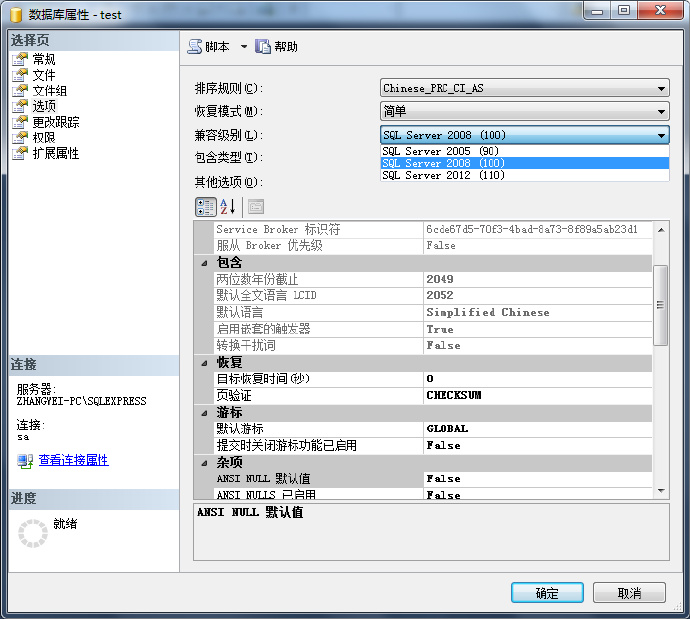 数据库属性 - test
选择页
常规
文件
文件组
选项
更改跟踪
权限
扩展属性
连接
服务器:
ZHANGYEI-PC\SQLEXPRESS
连接:
sa
查看连接属性
进度
就绪
脚本 帮助
排序规则(C): Chinese_PRC_CI_AS
恢复模式(M): 简单
兼容级别(L): SQL Server 2008 (100)
SQL Server 2005 (90)
包含类型(T): SQL Server 2008 (100)
SQL Server 2012 (110)
其他选项(O):
Service Broker 标识符 6cde67d5-70f3-4bad-8a73-8f89a5ab23d1
服从 Broker 优先级 False
包含
两位数年份截止 2049
默认全文语言 LCID 2052
默认语言 Simplified Chinese
启用嵌套的触发器 True
转换干扰词 False
恢复
目标恢复时间(秒) 0
页验证 CHECKSUM
游标
默认游标 GLOBAL
提交时关闭游标功能已启用 False
杂项
ANSI NULL 默认值 False
ANSI NULLS 已启用 False
ANSI NULL 默认值
确定 取消